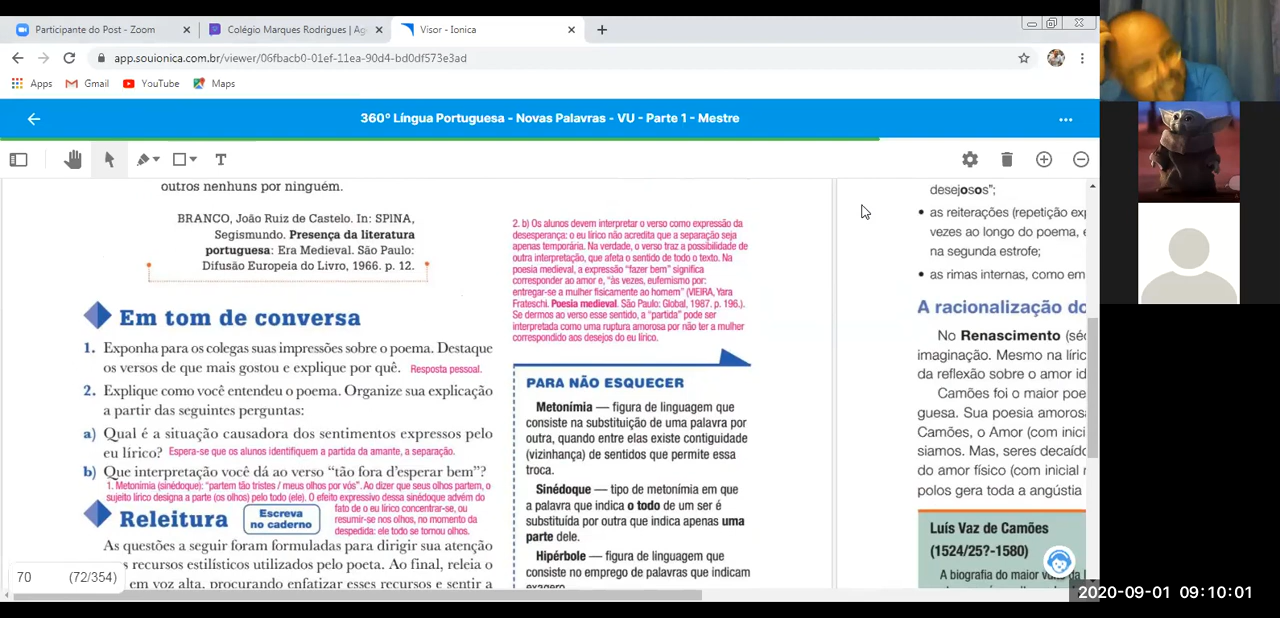 Participante do Post - Zoom
Colégio Marques Rodrigues | Ag
Visor - Ionica
app.souionica.com.br/viewer/06fbacb0-01ef-11ea-90d4-bd0df573e3ad
Apps
Gmail
YouTube
Maps
360º Língua Portuguesa - Novas Palavras - VU - Parte 1 - Mestre
outros nenhuns por ninguém.
BRANCO, João Ruiz de Castelo. In: SPINA,
Segismundo. Presença da literatura
portuguesa: Era Medieval. São Paulo:
Difusão Europeia do Livro, 1966. p. 12.
Em tom de conversa
1. Exponha para os colegas suas impressões sobre o poema. Destaque
os versos de que mais gostou e explique por quê. Resposta pessoal.
2. Explique como você entendeu o poema. Organize sua explicação
a partir das seguintes perguntas:
a) Qual é a situação causadora dos sentimentos expressos pelo
eu lírico? Espera-se que os alunos identifiquem a partida da amante, a separação.
b) Que interpretação você dá ao verso “tão fora d’esperar bem”?
1. Metonímia (sinédoque): “partem tão tristes / meus olhos por vós”. Ao dizer que seus olhos partem, o
sujeito lírico designa a parte (os olhos) pelo todo (ele). O efeito expressivo dessa sinédoque advém do
fato de o eu lírico concentrar-se, ou
resumir-se nos olhos, no momento da
despedida: ele todo se tornou olhos.
Releitura
Escreva
no caderno
As questões a seguir foram formuladas para dirigir sua atenção
os recursos estilísticos utilizados pelo poeta. Ao final, releia o
em voz alta, procurando enfatizar esses recursos e sentir a
70 (72/354)
2. b) Os alunos devem interpretar o verso como expressão da
desesperança: o eu lírico não acredita que a separação seja
apenas temporária. Na verdade, o verso traz a possibilidade de
outra interpretação, que afeta o sentido de todo o texto. Na
poesia medieval, a expressão “fazer bem” significa
corresponder ao amor e, “às vezes, eufemismo por:
entregar-se a mulher fisicamente ao homem” (VIEIRA, Yara
Frateschi. Poesia medieval. São Paulo: Global, 1987. p. 196.).
Se dermos ao verso esse sentido, a “partida” pode ser
interpretada como uma ruptura amorosa por não ter a mulher
correspondido aos desejos do eu lírico.
PARA NÃO ESQUECER
Metonímia — figura de linguagem que
consiste na substituição de uma palavra por
outra, quando entre elas existe contiguidade
(vizinhança) de sentidos que permite essa
troca.
Sinédoque — tipo de metonímia em que
a palavra que indica o todo de um ser é
substituída por outra que indica apenas uma
parte dele.
Hipérbole — figura de linguagem que
consiste no emprego de palavras que indicam
desejosos”;
• as reiterações (repetição exp
vezes ao longo do poema, e
na segunda estrofe;
• as rimas internas, como em
A racionalização do
No Renascimento (séc
imaginação. Mesmo na líric
da reflexão sobre o amor id
Camões foi o maior poe
guesa. Sua poesia amoros
Camões, o Amor (com inici
siamos. Mas, seres decaído
do amor físico (com inicial r
polos gera toda a angústia
Luís Vaz de Camões
(1524/25?-1580)
A biografia do maior
2020-09-01 09:10:01